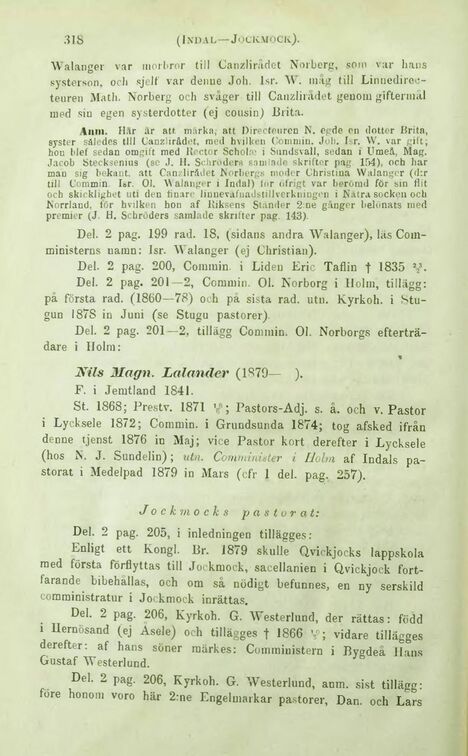 318 (INDAL—JOCKMOCK).
Walanger var morbror till Canzlirådet Norberg, som var hans
systerson, och sjelf var denne Joh. Isr. W. måg till Linnedirec-
teuren Math. Norberg och svåger till Canzlirådet genom giftermål
med sin egen systerdotter (ej cousin) Brita.
Anm. Här är att märka, att Directeuren N. egde en dotter Brita,
syster således till Canzlirådet, med hvilken Commin. Joh. Isr. W. var gift;
hon blef sedan omgift med Rector Scholæ i Sundsvall, sedan i Umeå, Mag.
Jacob Stecksenius (se J. H. Schröders samlade skrifter pag. 154), och har
man sig bekant, att Canzlirådet Norbergs moder Christina Walanger (d:r
till Commin. Isr. Ol. Walanger i Indal) för öfrigt var berömd för sin flit
och skicklighet uti den finare linneväfnadstillverkningen i Nätra socken och
Norrland, för hvilken hon af Riksens Stånder 2:ne gånger belönats med
premier (J. H. Schröders samlade skrifter pag. 143).
Del. 2 pag. 199 rad. 18, (sidans andra Walanger), läs Com-
ministerns namn: Isr. Walanger (ej Christian).
Del. 2 pag. 200, Commin. i Liden Eric Taflin † 1835
Del. 2 pag. 201—2, Commin. Ol. Norborg i Holm, tillägg:
på första rad. (1860—78) och på sista rad. utn. Kyrkoh. i Stu-
gun 1878 in Juni (se Stugu pastorer).
Del. 2 pag. 201—2, tillägg Commin. Ol. Norborgs efterträ-
dare i Holm:
Nils Magn. Lalander (1879— ).
F. i Jemtland 1841.
St. 1868; Prestv. 1871 ; Pastors-Adj. s. å. och v. Pastor
i Lycksele 1872; Commin. i Grundsunda 1874; tog afsked ifrån
denne tjenst 1876 in Maj; vice Pastor kort derefter i Lycksele
(hos N. J. Sundelin); utn. Comminister i Holm af Indals pa-
storat i Medelpad 1879 in Mars (cfr 1 del. pag. 257).
Jockmocks pastorat:
Del. 2 pag. 205, i inledningen tillägges:
Enligt ett Kongl. Br. 1879 skulle Qvickjocks lappskola
med första förflyttas till Jockmock, sacellanien i Qvickjock fort-
farande bibehållas, och om så nödigt befunnes, en ny serskild
comministratur i Jockmock inrättas.
Del. 2 pag. 206, Kyrkoh. G. Westerlund, der rättas: född
i Hernösand (ej Åsele) och tillägges † 1866 ; vidare tillägges
derefter: af hans söner märkes: Comministern i Bygdeå Hans
Gustaf Westerlund.
Del. 2 pag. 206, Kyrkoh. G. Westerlund, anm. sist tillägg:
före honom voro här 2:ne Engelmarkar pastorer, Dan. och Lars